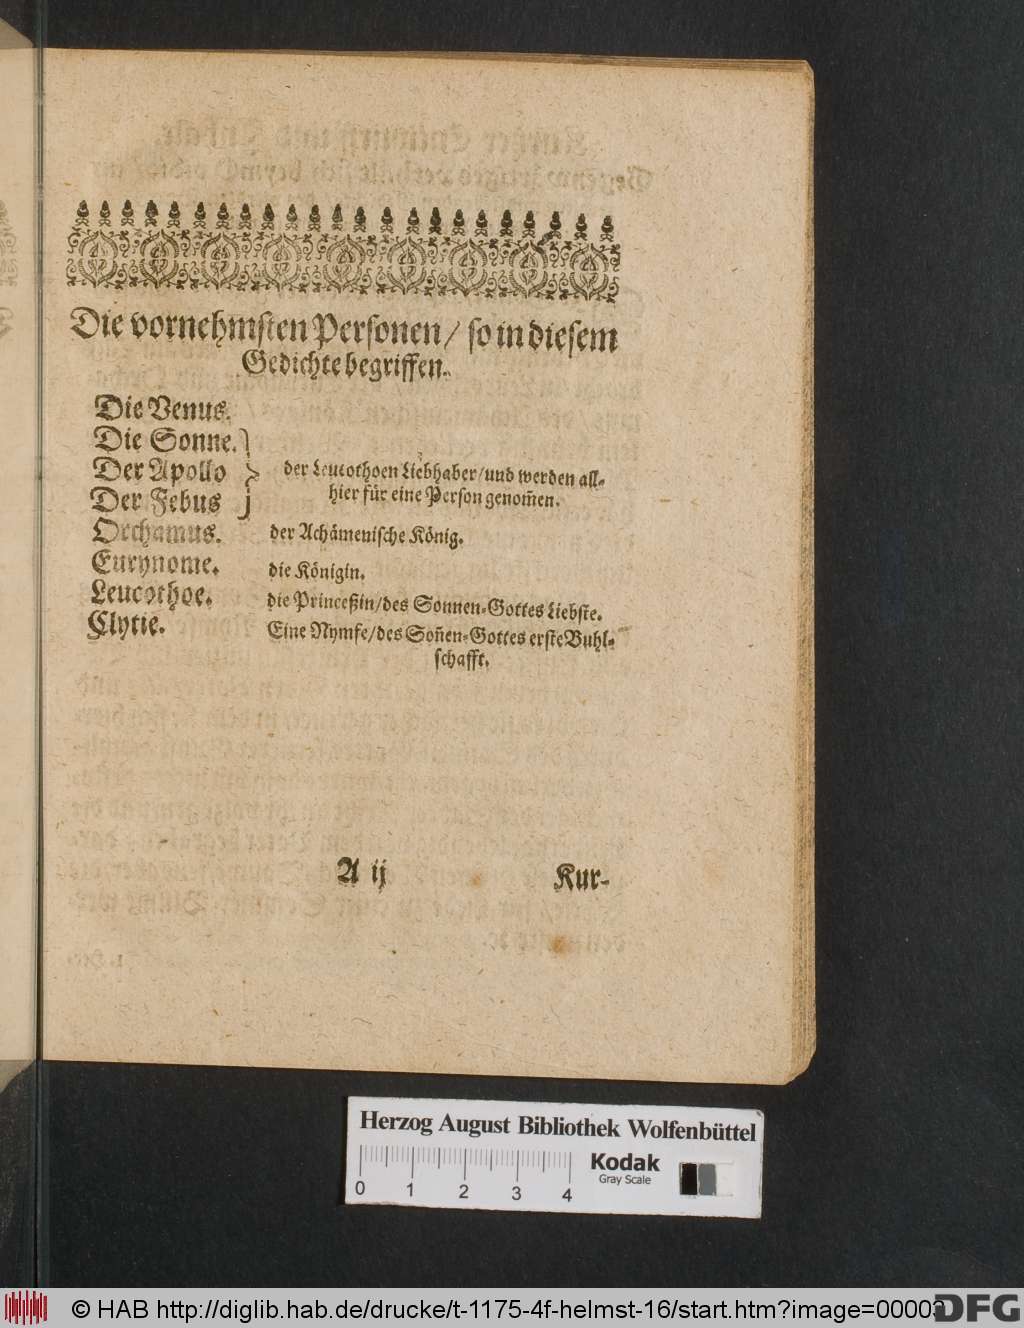 Die vornehmsten Personen / so in diesem
Gedichte begriffen.
Die Venus.
Die Sonne.
Der Apollo
Der Febus
der Leucothoen Liebhaber / und werden all-
hier für eine Person genom̃en.
Orchamus. der Achämenische König.
Eurynome. die Königin.
Leucothoe. die Princeßin / des Sonnen-Gottes Liebste.
Clytie. Eine Nymfe / des Soñen-Gottes erste Buhl-
schafft.
A ij Kur-
Herzog August Bibliothek Wolfenbüttel
Kodak
Gray Scale
0 1 2 3 4
© HAB http://diglib.hab.de/drucke/t-1175-4f-helmst-16/start.htm?image=00003
DFG